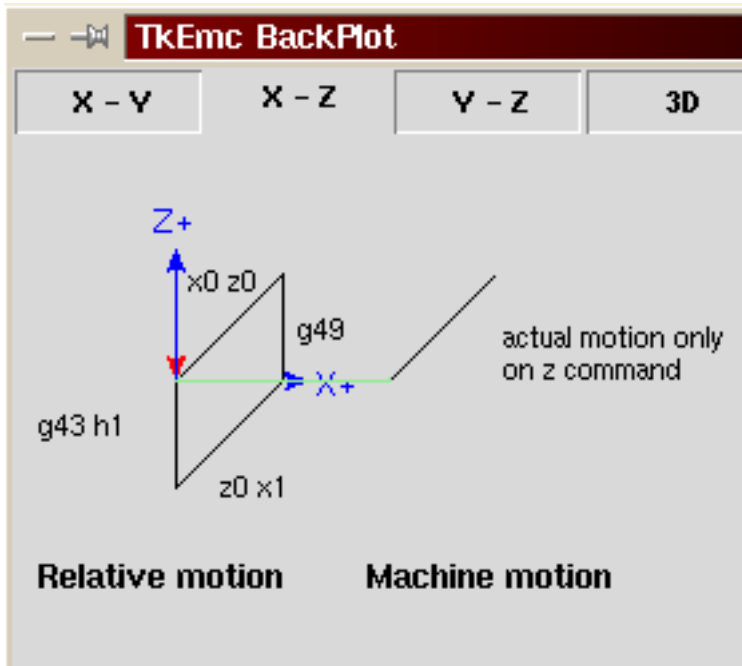 TkEmc BackPlot
X - Y
X - Z
Y - Z
3D
Z+
x0 z0
g49
actual motion only
on z command
X+
g43 h1
z0 x1
Relative motion
Machine motion